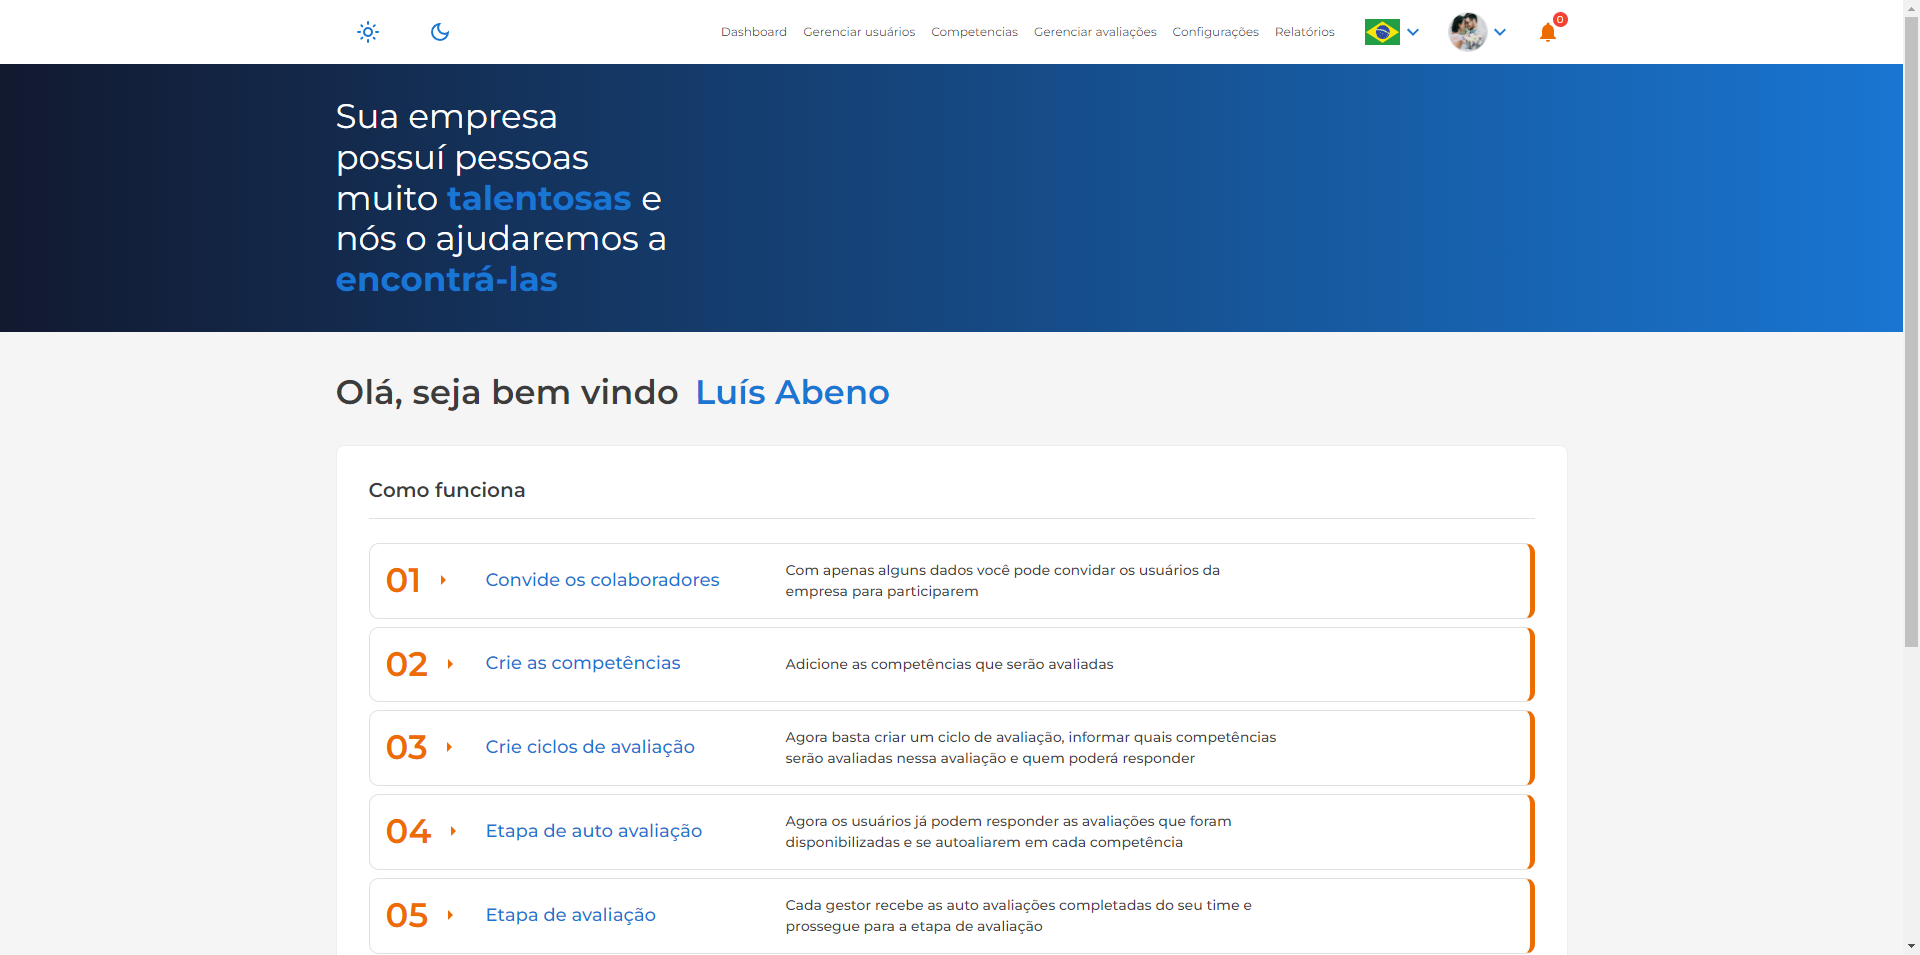 Dashboard Gerenciar usuários Competencias Gerenciar avaliações Configurações Relatórios 0
Sua empresa
possuí pessoas
muito talentosas e
nós o ajudaremos a
encontrá-las
Olá, seja bem vindo Luís Abeno
Como funciona
01 Convide os colaboradores
Com apenas alguns dados você pode convidar os usuários da
empresa para participarem
02 Crie as competências
Adicione as competências que serão avaliadas
03 Crie ciclos de avaliação
Agora basta criar um ciclo de avaliação, informar quais competências
serão avaliadas nessa avaliação e quem poderá responder
04 Etapa de auto avaliação
Agora os usuários já podem responder as avaliações que foram
disponibilizadas e se autoaliarem em cada competência
05 Etapa de avaliação
Cada gestor recebe as auto avaliações completadas do seu time e
prossegue para a etapa de avaliação